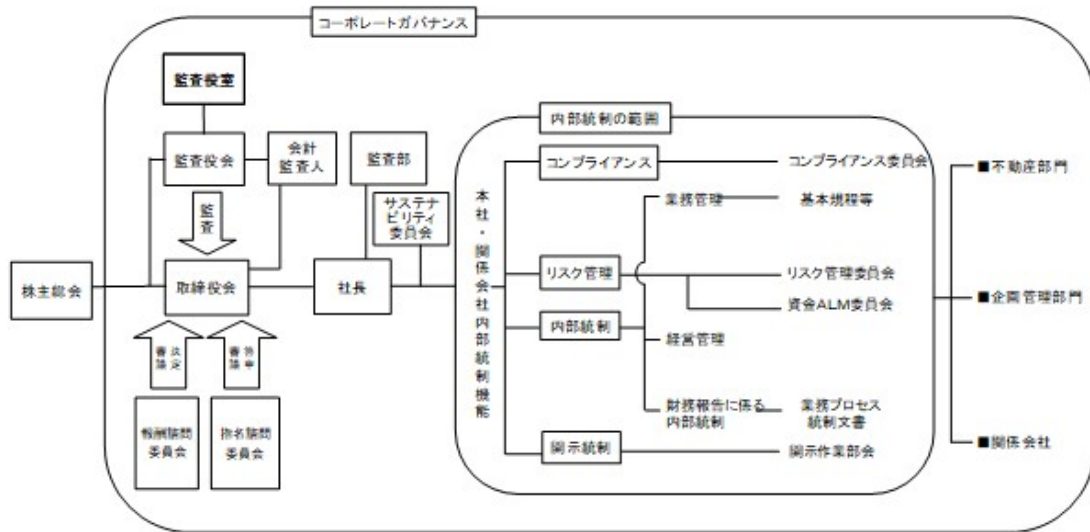 コーポレートガバナンス
監査役室
監査役会
会計
監査人
監査部
サステナ
ビリティ
委員会
監査
株主総会
取締役会
社長
審議
決定
審議
答申
報酬諮問
委員会
指名諮問
委員会
本社・関係会社内部統制機能
内部統制の範囲
コンプライアンス
コンプライアンス委員会
業務管理
基本規程等
リスク管理
リスク管理委員会
資金ALM委員会
内部統制
経営管理
財務報告に係る
内部統制
業務プロセス
統制文書
開示統制
開示作業部会
■不動産部門
■企画管理部門
■関係会社